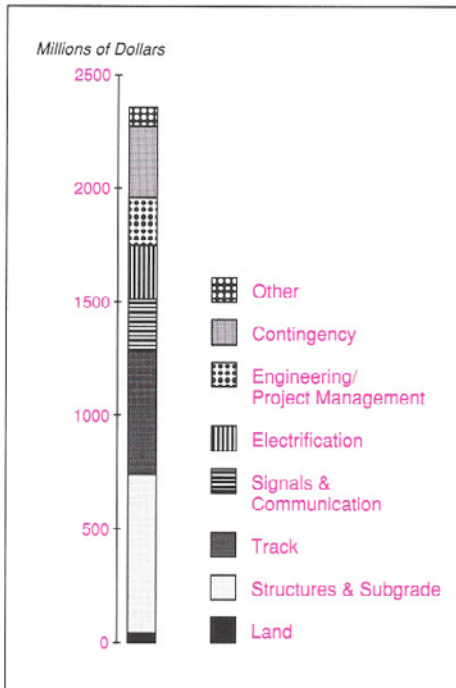 Millions of Dollars
2500
2000
1500
1000
500
0
Other
Contingency
Engineering/
Project Management
Electrification
Signals &
Communication
Track
Structures & Subgrade
Land